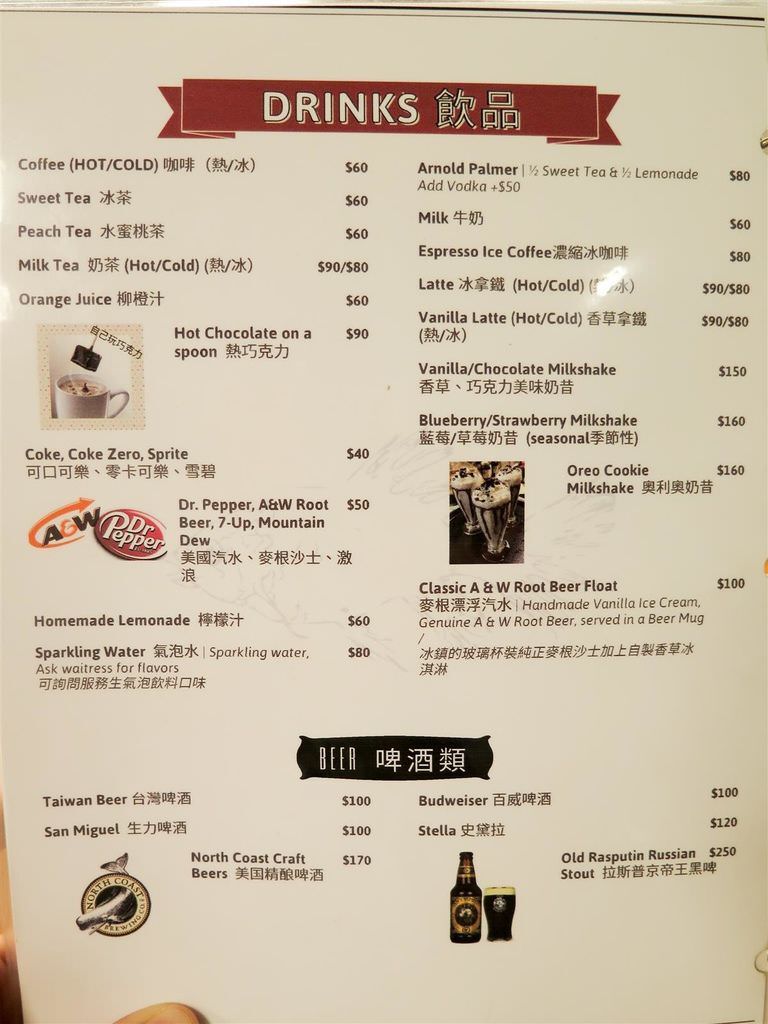 DRINKS 飲品
Coffee (HOT/COLD) 咖啡 (熱/冰) $60
Sweet Tea 冰茶 $60
Peach Tea 水蜜桃茶 $60
Milk Tea 奶茶 (Hot/Cold) (熱/冰) $90/$80
Orange Juice 柳橙汁 $60
自己玩巧克力
Hot Chocolate on a $90
spoon 熱巧克力
Coke, Coke Zero, Sprite $40
可口可樂、零卡可樂、雪碧
A&W
Dr Pepper
Dr. Pepper, A&W Root $50
Beer, 7-Up, Mountain
Dew
美國汽水、麥根沙士、激
浪
Homemade Lemonade 檸檬汁 $60
Sparkling Water 氣泡水 | Sparkling water, $80
Ask waitress for flavors
可詢問服務生氣泡飲料口味
Arnold Palmer | ½ Sweet Tea & ½ Lemonade $80
Add Vodka +$50
Milk 牛奶 $60
Espresso Ice Coffee濃縮冰咖啡 $80
Latte 冰拿鐵 (Hot/Cold) (熱/冰) $90/$80
Vanilla Latte (Hot/Cold) 香草拿鐵 $90/$80
(熱/冰)
Vanilla/Chocolate Milkshake $150
香草、巧克力美味奶昔
Blueberry/Strawberry Milkshake $160
藍莓/草莓奶昔 (seasonal季節性)
Oreo Cookie $160
Milkshake 奧利奧奶昔
Classic A & W Root Beer Float $100
麥根漂浮汽水 | Handmade Vanilla Ice Cream,
Genuine A & W Root Beer, served in a Beer Mug
/
冰鎮的玻璃杯裝純正麥根沙士加上自製香草冰
淇淋
BEER 啤酒類
Taiwan Beer 台灣啤酒 $100
San Miguel 生力啤酒 $100
NORTH COAST
BREWING CO.
North Coast Craft $170
Beers 美国精酿啤酒
Budweiser 百威啤酒 $100
Stella 史黛拉 $120
Old Rasputin Russian $250
Stout 拉斯普京帝王黑啤